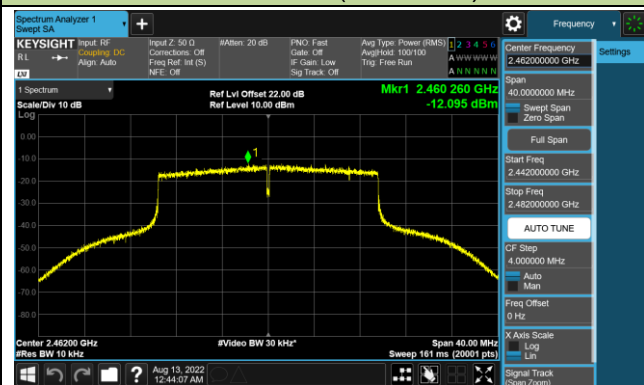 Spectrum Analyzer 1
Swept SA
Frequency
KEYSIGHT
RL
LXI
Input: RF
Coupling: DC
Align: Auto
Input Z: 50 Ω
Corrections: Off
Freq Ref: Int (S)
NFE: Off
#Atten: 20 dB
PNO: Fast
Gate: Off
IF Gain: Low
Sig Track: Off
Avg Type: Power (RMS)
Avg|Hold: 100/100
Trig: Free Run
1 2 3 4 5 6
A W W W W W
A N N N N N
Center Frequency
2.462000000 GHz
Settings
Span
40.0000000 MHz
Swept Span
Zero Span
Full Span
Start Freq
2.442000000 GHz
Stop Freq
2.482000000 GHz
AUTO TUNE
CF Step
4.000000 MHz
Auto
Man
Freq Offset
0 Hz
X Axis Scale
Log
Lin
Signal Track
(Span Zoom)
1 Spectrum
Scale/Div 10 dB
Log
Ref Lvl Offset 22.00 dB
Ref Level 10.00 dBm
Mkr1 2.460 260 GHz
-12.095 dBm
1
0.00
-10.0
-20.0
-30.0
-40.0
-50.0
-60.0
-70.0
-80.0
Center 2.46200 GHz
#Res BW 10 kHz
#Video BW 30 kHz*
Span 40.00 MHz
Sweep 161 ms (20001 pts)
Aug 13, 2022
12:44:07 AM